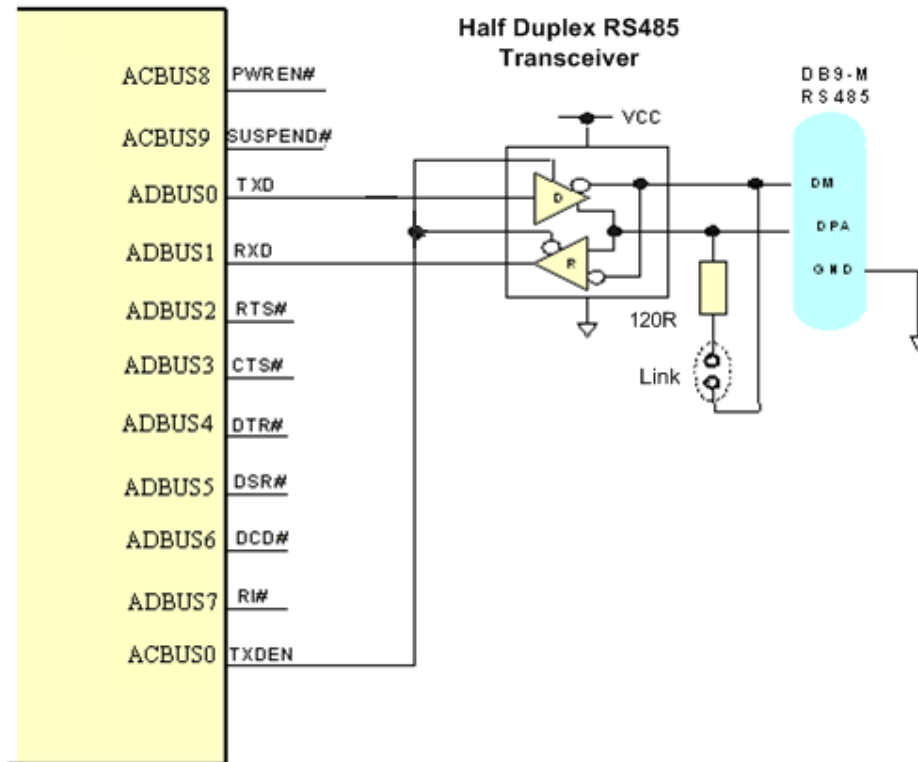 Half Duplex RS485
Transceiver
DB9-M
RS485
VCC
ACBUS8 PWREN#
ACBUS9 SUSPEND#
ADBUS0 TXD
ADBUS1 RXD
ADBUS2 RTS#
ADBUS3 CTS#
ADBUS4 DTR#
ADBUS5 DSR#
ADBUS6 DCD#
ADBUS7 RI#
ACBUS0 TXDEN
D
R
DM
DPA
GND
120R
Link